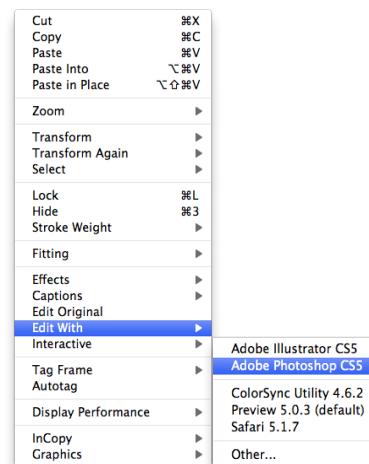 Cut ⌘X
Copy ⌘C
Paste ⌘V
Paste Into ⌥⌘V
Paste in Place ⌥⇧⌘V
Zoom ▶
Transform ▶
Transform Again ▶
Select ▶
Lock ⌘L
Hide ⌘3
Stroke Weight ▶
Fitting ▶
Effects ▶
Captions ▶
Edit Original
Edit With ▶
Interactive ▶
Tag Frame ▶
Autotag
Display Performance ▶
InCopy ▶
Graphics ▶
Adobe Illustrator CS5
Adobe Photoshop CS5
ColorSync Utility 4.6.2
Preview 5.0.3 (default)
Safari 5.1.7
Other...